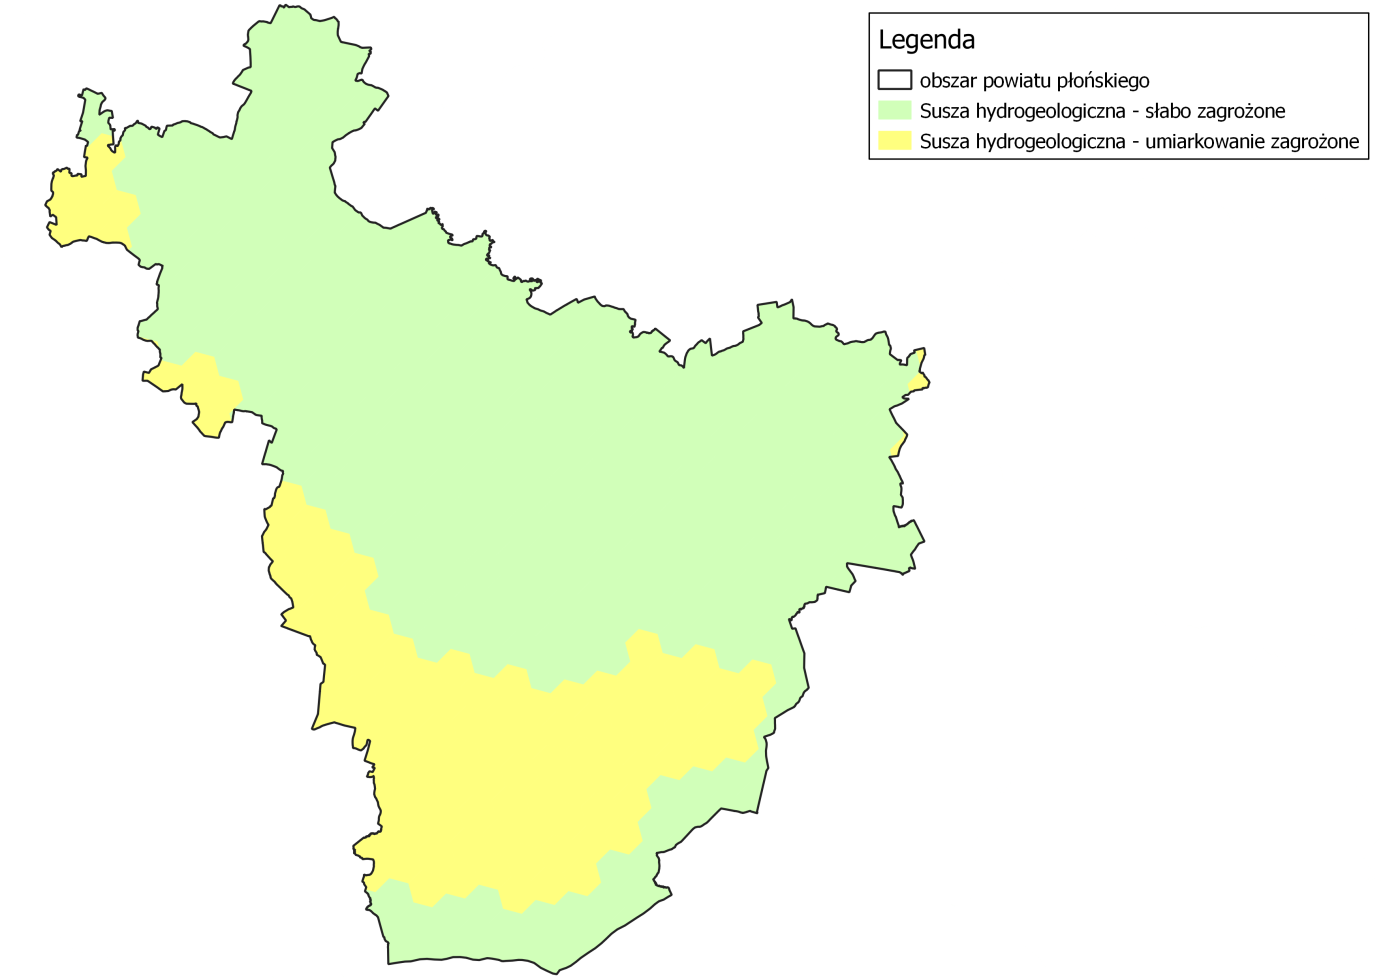 Legenda
obszar powiatu płońskiego
Susza hydrogeologiczna - słabo zagrożone
Susza hydrogeologiczna - umiarkowanie zagrożone